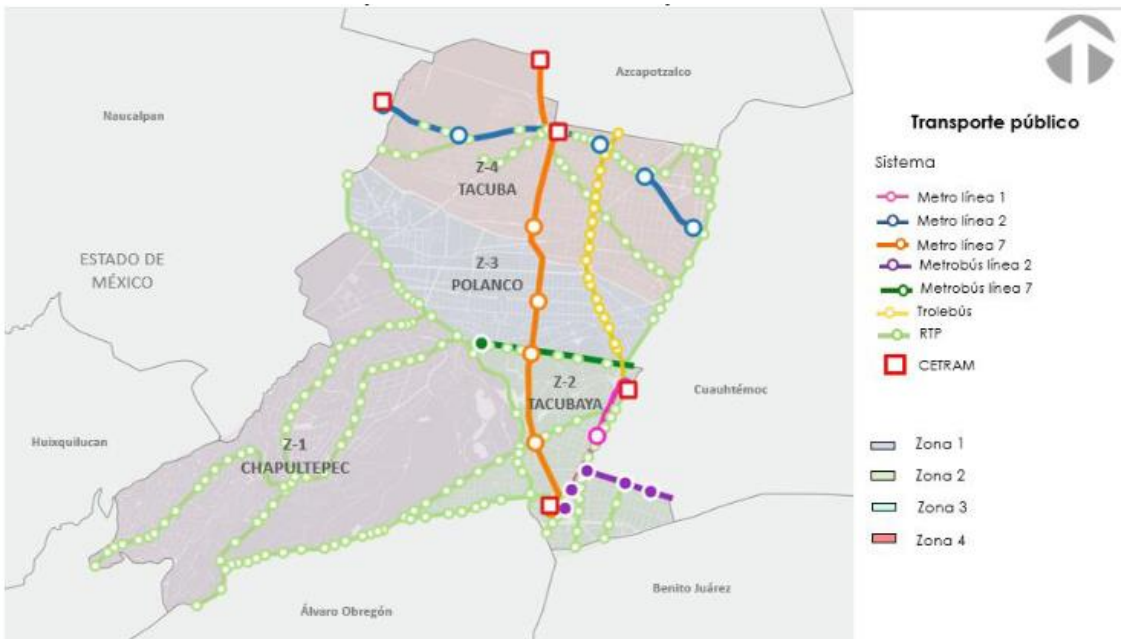 Azcapotzalco
Naucalpan
Z-4
TACUBA
ESTADO DE
MÉXICO
Z-3
POLANCO
Z-2
TACUBAYA
Cuauhtémoc
Huixquilucan
Z-1
CHAPULTEPEC
Benito Juárez
Álvaro Obregón
Transporte público
Sistema
Metro línea 1
Metro línea 2
Metro línea 7
Metrobús línea 2
Metrobús línea 7
Trolebús
RTP
CETRAM
Zona 1
Zona 2
Zona 3
Zona 4